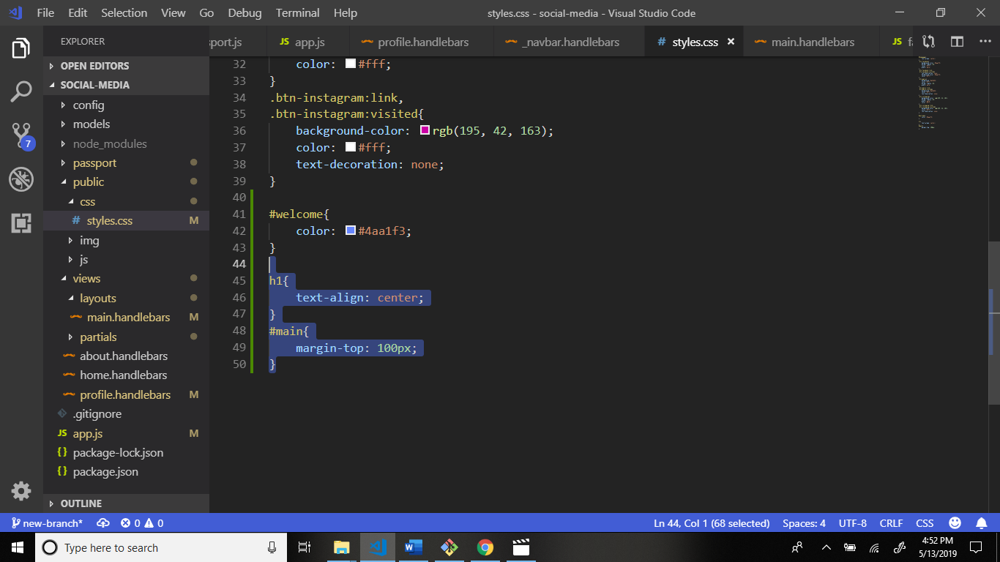 File Edit Selection View Go Debug Terminal Help styles.css - social-media - Visual Studio Code
EXPLORER
sport.js JS app.js profile.handlebars _navbar.handlebars # styles.css × main.handlebars JS
OPEN EDITORS
SOCIAL-MEDIA
config
models
node_modules
passport
public
css
# styles.css M
img
js
views
layouts
main.handlebars M
partials
about.handlebars
home.handlebars
profile.handlebars M
.gitignore
JS app.js M
{} package-lock.json
{} package.json
OUTLINE
7
32 color: #fff;
33 }
34 .btn-instagram:link,
35 .btn-instagram:visited{
36 background-color: rgb(195, 42, 163);
37 color: #fff;
38 text-decoration: none;
39 }
40
41 #welcome{
42 color: #4aa1f3;
43 }
44
45 h1{
46 text-align: center;
47 }
48 #main{
49 margin-top: 100px;
50 }
new-branch* 0 0 Ln 44, Col 1 (68 selected) Spaces: 4 UTF-8 CRLF CSS
Type here to search
4:52 PM
5/13/2019